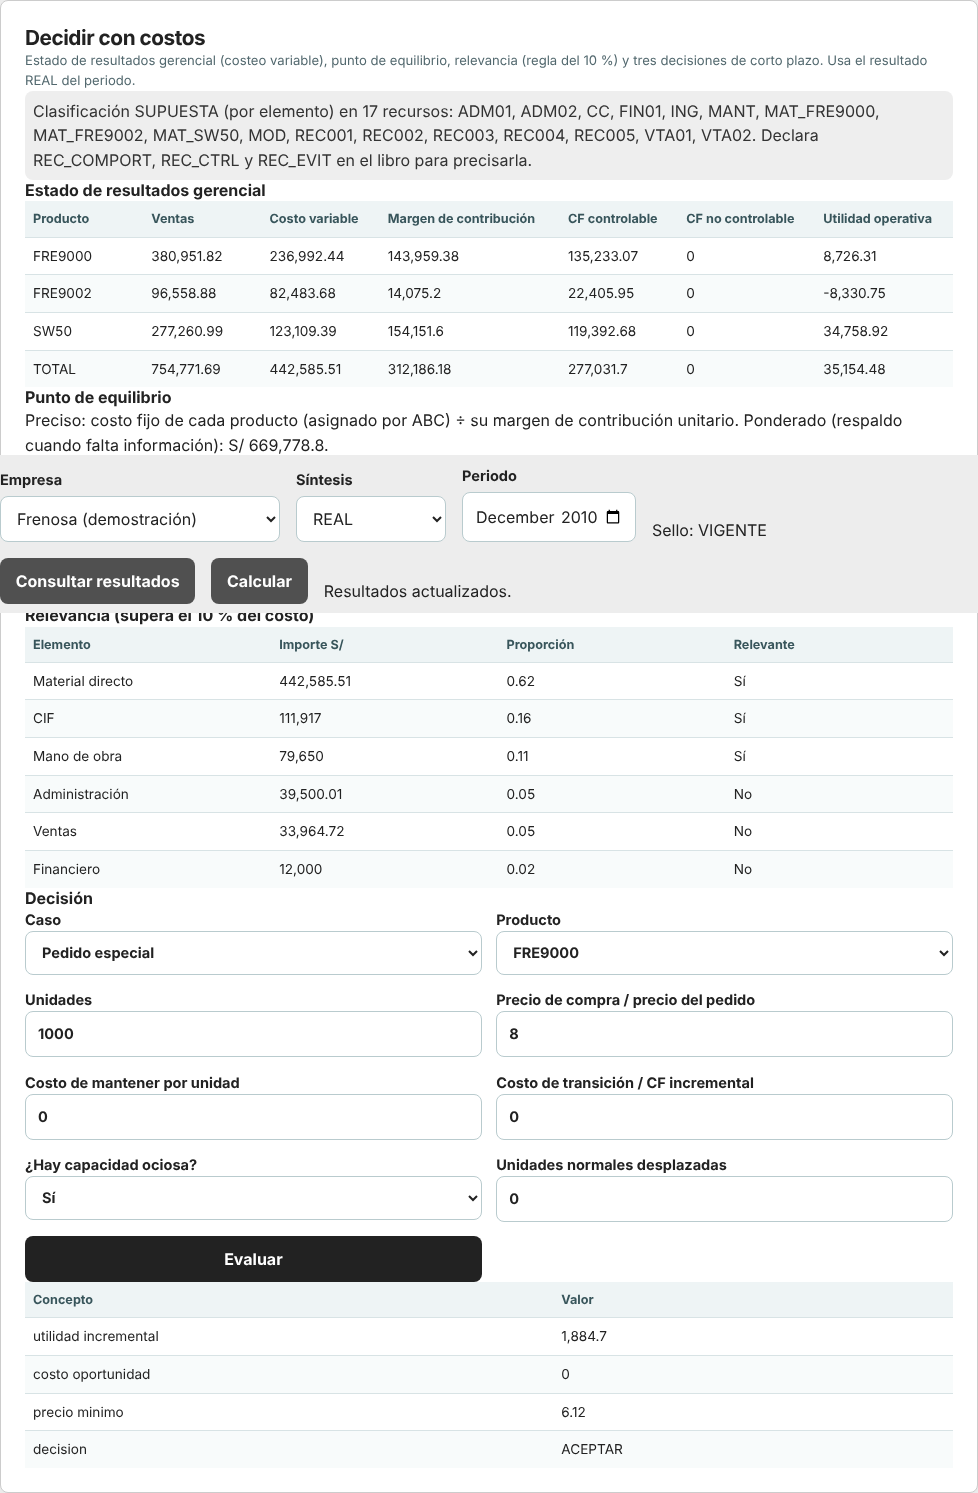 Decidir con costos
Estado de resultados gerencial (costeo variable), punto de equilibrio, relevancia (regla del 10 %) y tres decisiones de corto plazo. Usa el resultado
REAL del periodo.
Clasificación SUPUESTA (por elemento) en 17 recursos: ADM01, ADM02, CC, FIN01, ING, MANT, MAT_FRE9000,
MAT_FRE9002, MAT_SW50, MOD, REC001, REC002, REC003, REC004, REC005, VTA01, VTA02. Declara
REC_COMPORT, REC_CTRL y REC_EVIT en el libro para precisarla.
Estado de resultados gerencial
Producto Ventas Costo variable Margen de contribución CF controlable CF no controlable Utilidad operativa
FRE9000 380,951.82 236,992.44 143,959.38 135,233.07 0 8,726.31
FRE9002 96,558.88 82,483.68 14,075.2 22,405.95 0 -8,330.75
SW50 277,260.99 123,109.39 154,151.6 119,392.68 0 34,758.92
TOTAL 754,771.69 442,585.51 312,186.18 277,031.7 0 35,154.48
Punto de equilibrio
Preciso: costo fijo de cada producto (asignado por ABC) ÷ su margen de contribución unitario. Ponderado (respaldo
cuando falta información): S/ 669,778.8.
Empresa Síntesis Periodo
Frenosa (demostración) REAL December 2010 Sello: VIGENTE
Consultar resultados Calcular Resultados actualizados.
Relevancia (supera el 10 % del costo)
Elemento Importe S/ Proporción Relevante
Material directo 442,585.51 0.62 Sí
CIF 111,917 0.16 Sí
Mano de obra 79,650 0.11 Sí
Administración 39,500.01 0.05 No
Ventas 33,964.72 0.05 No
Financiero 12,000 0.02 No
Decisión
Caso Producto
Pedido especial FRE9000
Unidades Precio de compra / precio del pedido
1000 8
Costo de mantener por unidad Costo de transición / CF incremental
0 0
¿Hay capacidad ociosa? Unidades normales desplazadas
Sí 0
Evaluar
Concepto Valor
utilidad incremental 1,884.7
costo oportunidad 0
precio minimo 6.12
decision ACEPTAR